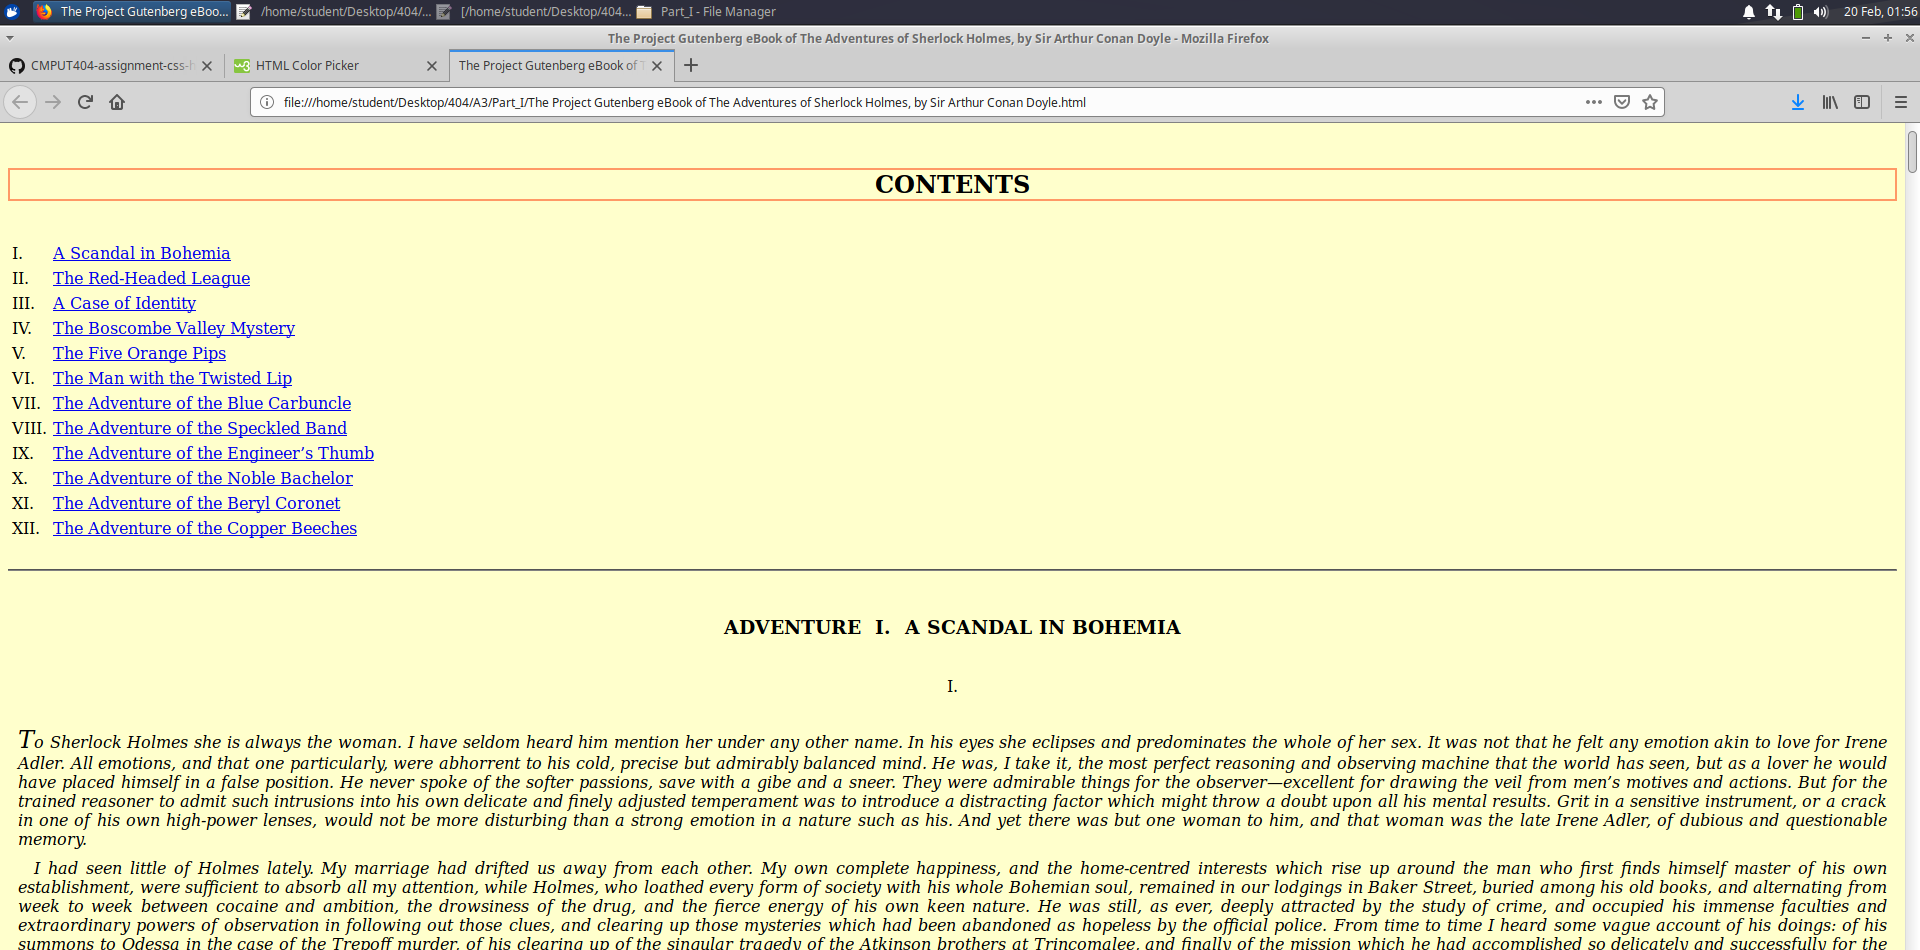 The Project Gutenberg eBoo... /home/student/Desktop/404/... [/home/student/Desktop/404... Part_I - File Manager 20 Feb, 01:56
The Project Gutenberg eBook of The Adventures of Sherlock Holmes, by Sir Arthur Conan Doyle - Mozilla Firefox
CMPUT404-assignment-css-h HTML Color Picker The Project Gutenberg eBook of T
file:///home/student/Desktop/404/A3/Part_I/The Project Gutenberg eBook of The Adventures of Sherlock Holmes, by Sir Arthur Conan Doyle.html
CONTENTS
I. A Scandal in Bohemia
II. The Red-Headed League
III. A Case of Identity
IV. The Boscombe Valley Mystery
V. The Five Orange Pips
VI. The Man with the Twisted Lip
VII. The Adventure of the Blue Carbuncle
VIII. The Adventure of the Speckled Band
IX. The Adventure of the Engineer’s Thumb
X. The Adventure of the Noble Bachelor
XI. The Adventure of the Beryl Coronet
XII. The Adventure of the Copper Beeches
ADVENTURE I. A SCANDAL IN BOHEMIA
I.
To Sherlock Holmes she is always the woman. I have seldom heard him mention her under any other name. In his eyes she eclipses and predominates the whole of her sex. It was not that he felt any emotion akin to love for Irene
Adler. All emotions, and that one particularly, were abhorrent to his cold, precise but admirably balanced mind. He was, I take it, the most perfect reasoning and observing machine that the world has seen, but as a lover he would
have placed himself in a false position. He never spoke of the softer passions, save with a gibe and a sneer. They were admirable things for the observer—excellent for drawing the veil from men’s motives and actions. But for the
trained reasoner to admit such intrusions into his own delicate and finely adjusted temperament was to introduce a distracting factor which might throw a doubt upon all his mental results. Grit in a sensitive instrument, or a crack
in one of his own high-power lenses, would not be more disturbing than a strong emotion in a nature such as his. And yet there was but one woman to him, and that woman was the late Irene Adler, of dubious and questionable
memory.
I had seen little of Holmes lately. My marriage had drifted us away from each other. My own complete happiness, and the home-centred interests which rise up around the man who first finds himself master of his own
establishment, were sufficient to absorb all my attention, while Holmes, who loathed every form of society with his whole Bohemian soul, remained in our lodgings in Baker Street, buried among his old books, and alternating from
week to week between cocaine and ambition, the drowsiness of the drug, and the fierce energy of his own keen nature. He was still, as ever, deeply attracted by the study of crime, and occupied his immense faculties and
extraordinary powers of observation in following out those clues, and clearing up those mysteries which had been abandoned as hopeless by the official police. From time to time I heard some vague account of his doings: of his
summons to Odessa in the case of the Trepoff murder, of his clearing up of the singular tragedy of the Atkinson brothers at Trincomalee, and finally of the mission which he had accomplished so delicately and successfully for the